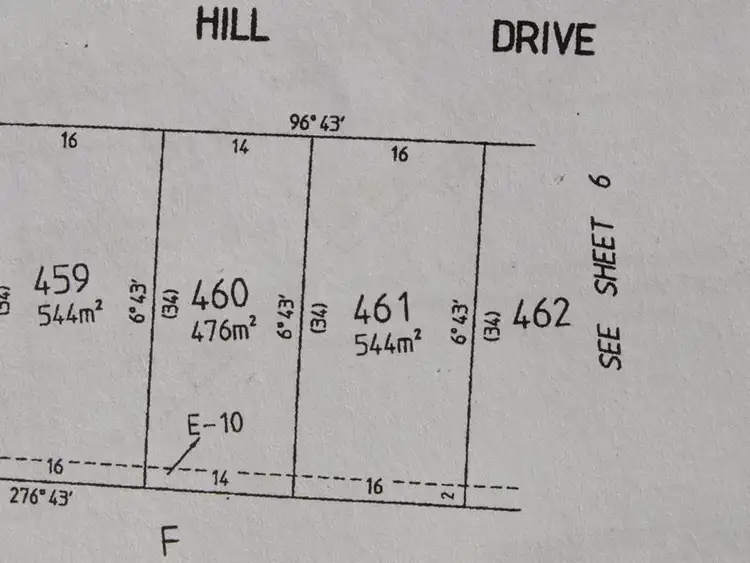 HILL DRIVE
96°43'
16 14 16
459
544m²
6°43'
(34)
460
476m²
6°43'
(34)
461
544m²
6°43'
(34)
462
SEE SHEET 6
(34)
E-10
16 14 16 2
276°43'
F